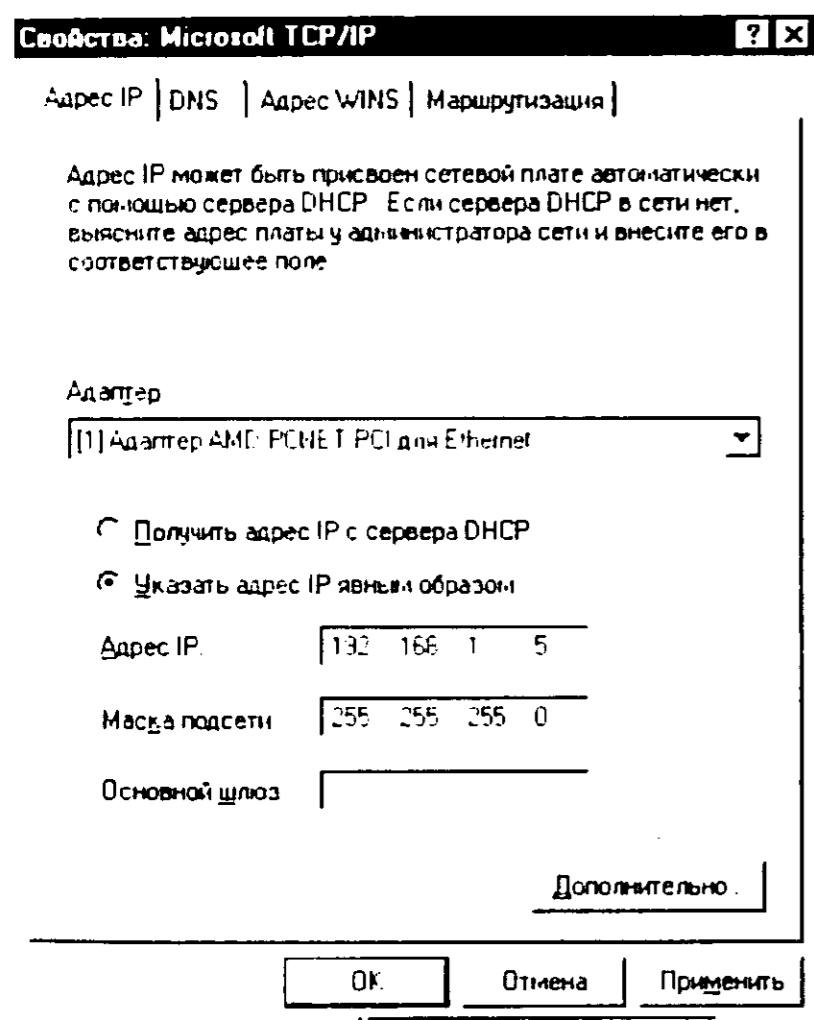 Свойства: Microsoft TCP/IP
Адрес IP DNS Адрес WINS Маршрутизация
Адрес IP может быть присвоен сетевой плате автоматически
с помощью сервера DHCP Если сервера DHCP в сети нет,
выясните адрес платы у администратора сети и внесите его в
соответствующее поле
Адаптер
[1] Адаптер AMD PCNET PCI для Ethernet
Получить адрес IP с сервера DHCP
Указать адрес IP явным образом
Адрес IP. 192 168 1 5
Маска подсети 255 255 255 0
Основной шлюз
Дополнительно .
OK Отмена Применить